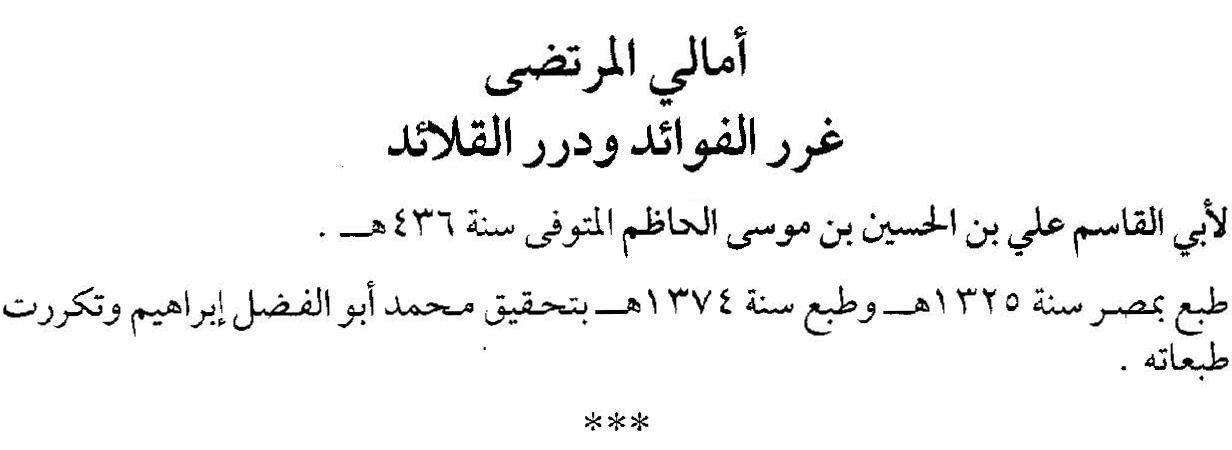 أمالي المرتضى
غرر الفوائد ودرر القلائد
لأبي القاسم علي بن الحسين بن موسى الحاظم المتوفى سنة ٤٣٦هـ .
طبع بمصر سنة ١٣٢٥هـ وطبع سنة ١٣٧٤هـ بتحقيق محمد أبو الفضل إبراهيم وتكررت
طبعاته .
***